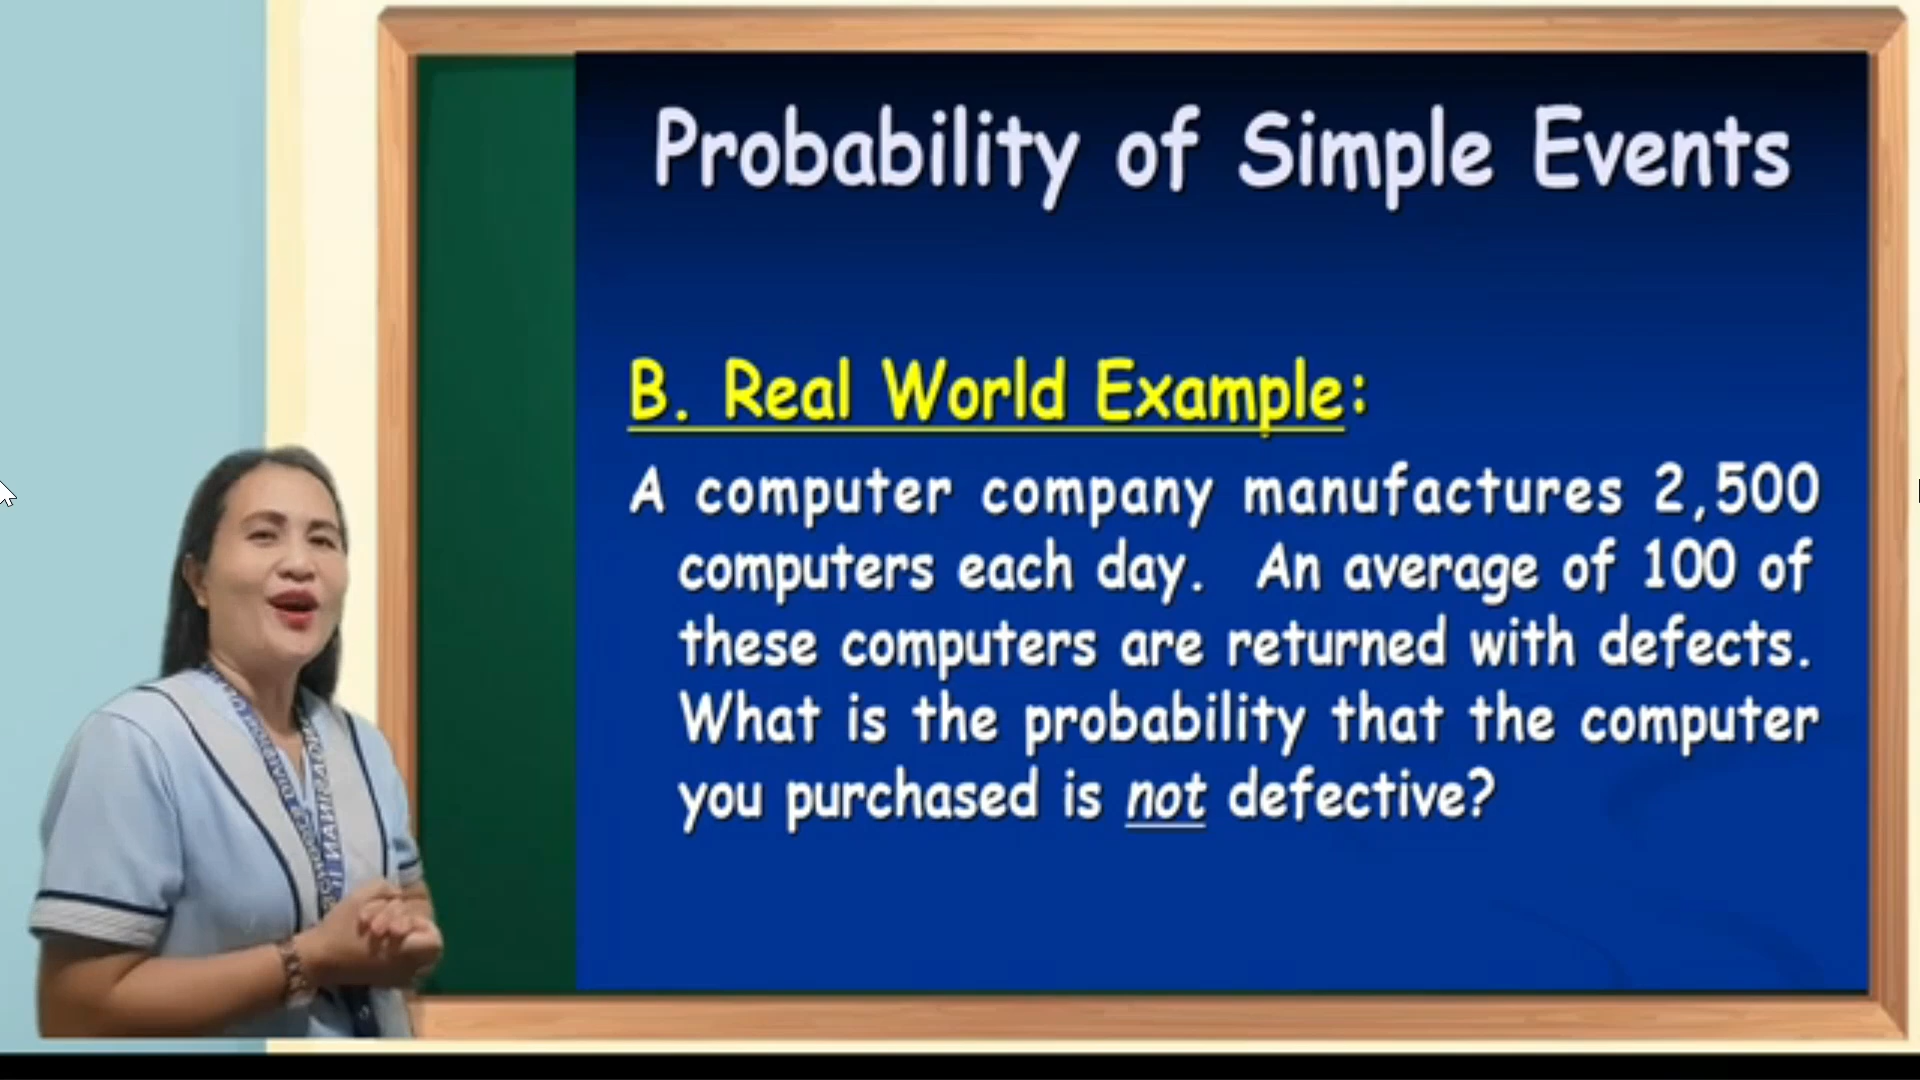 Probability of Simple Events
B. Real World Example:
A computer company manufactures 2,500
computers each day. An average of 100 of
these computers are returned with defects.
What is the probability that the computer
you purchased is not defective?